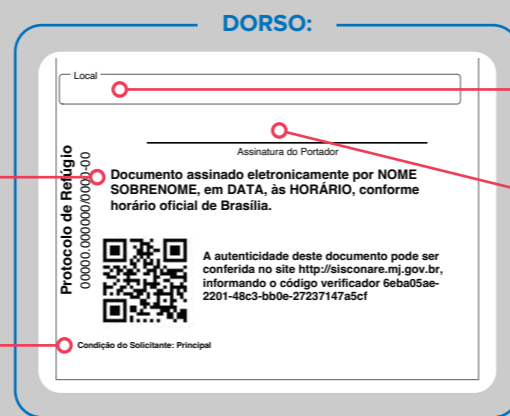 DORSO:
Local
Assinatura do Portador
Protocolo de Refúgio
00000.000000/0000-00
Documento assinado eletronicamente por NOME
SOBRENOME, em DATA, às HORÁRIO, conforme
horário oficial de Brasília.
A autenticidade deste documento pode ser
conferida no site http://sisconare.mj.gov.br,
informando o código verificador 6eba05ae-
2201-48c3-bb0e-27237147a5cf
Condição do Solicitante: Principal